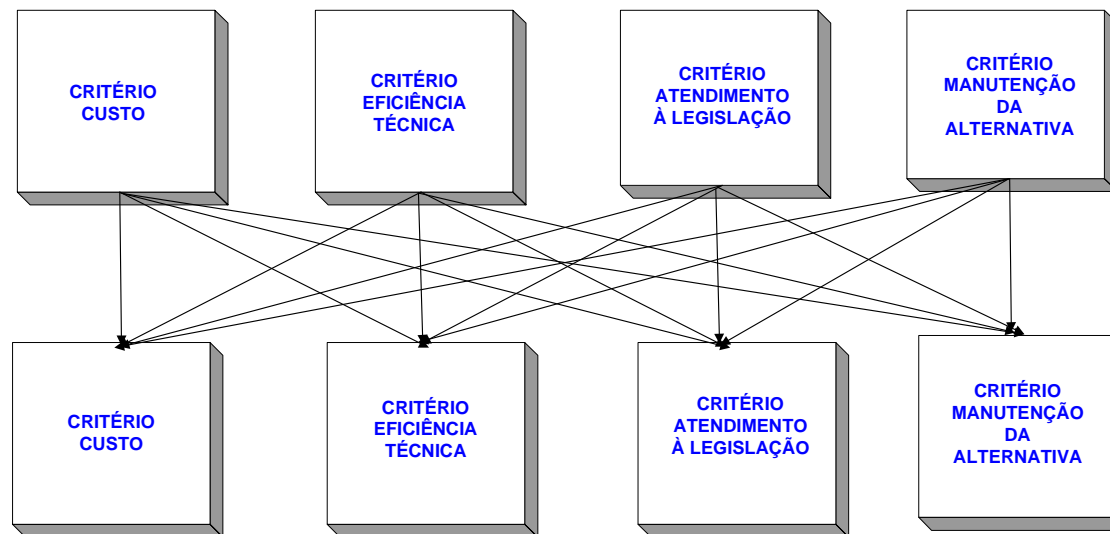 CRITÉRIO
CUSTO
CRITÉRIO
EFICIÊNCIA
TÉCNICA
CRITÉRIO
ATENDIMENTO
À LEGISLAÇÃO
CRITÉRIO
MANUTENÇÃO
DA
ALTERNATIVA
CRITÉRIO
CUSTO
CRITÉRIO
EFICIÊNCIA
TÉCNICA
CRITÉRIO
ATENDIMENTO
À LEGISLAÇÃO
CRITÉRIO
MANUTENÇÃO
DA
ALTERNATIVA